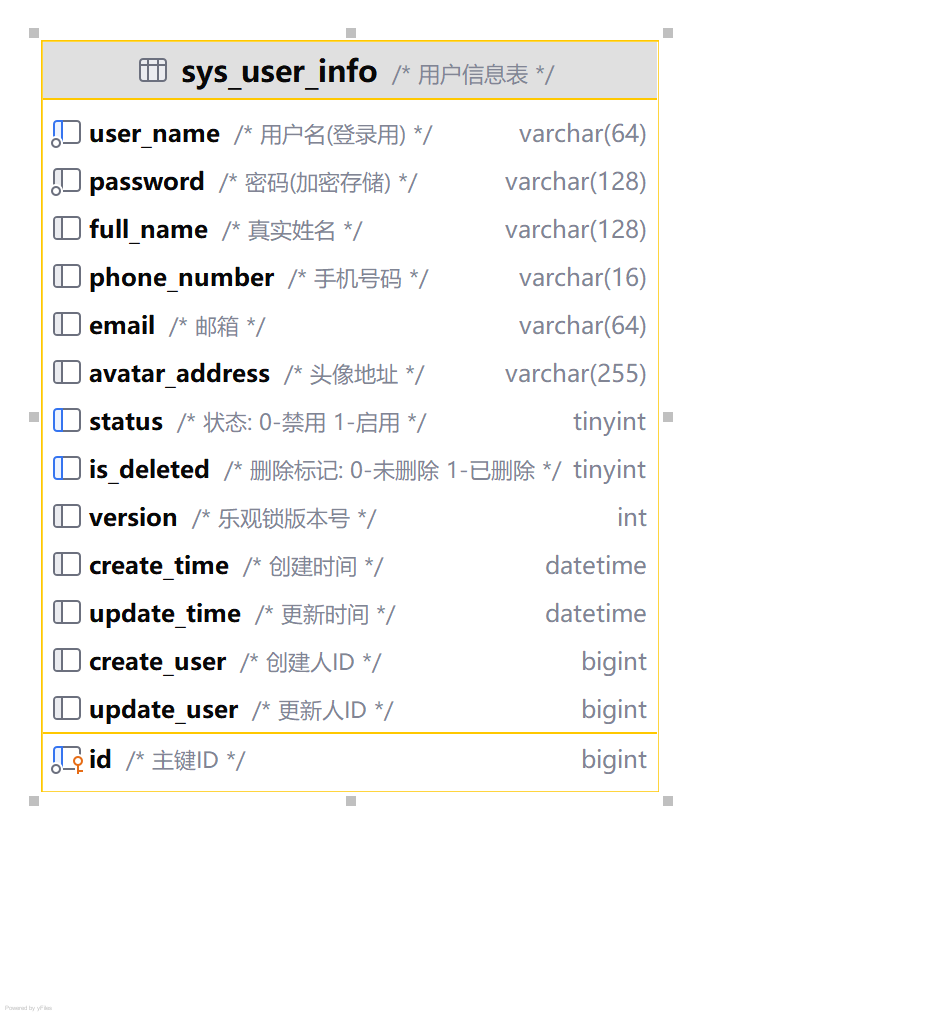 sys_user_info /* 用户信息表 */
user_name /* 用户名(登录用) */ varchar(64)
password /* 密码(加密存储) */ varchar(128)
full_name /* 真实姓名 */ varchar(128)
phone_number /* 手机号码 */ varchar(16)
email /* 邮箱 */ varchar(64)
avatar_address /* 头像地址 */ varchar(255)
status /* 状态: 0-禁用 1-启用 */ tinyint
is_deleted /* 删除标记: 0-未删除 1-已删除 */ tinyint
version /* 乐观锁版本号 */ int
create_time /* 创建时间 */ datetime
update_time /* 更新时间 */ datetime
create_user /* 创建人ID */ bigint
update_user /* 更新人ID */ bigint
id /* 主键ID */ bigint
Powered by yFiles